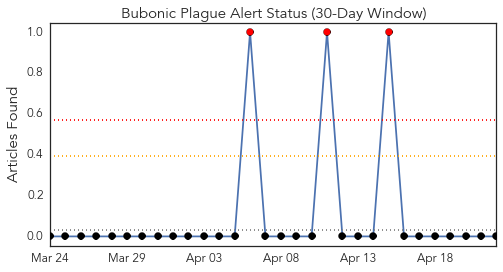 Bubonic Plague Alert Status (30-Day Window)
Articles Found
1.0
0.8
0.6
0.4
0.2
0.0
Mar 24 Mar 29 Apr 03 Apr 08 Apr 13 Apr 18